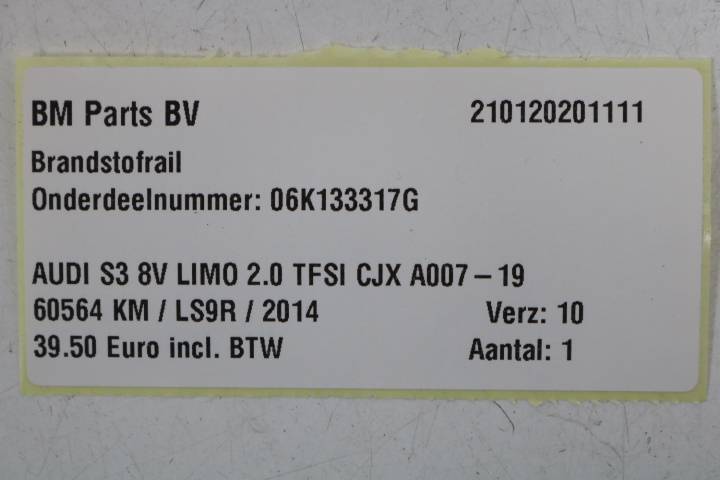 BM Parts BV 210120201111
Brandstofrail
Onderdeelnummer: 06K133317G
AUDI S3 8V LIMO 2.0 TFSI CJX A007-19
60564 KM / LS9R / 2014 Verz: 10
39.50 Euro incl. BTW Aantal: 1